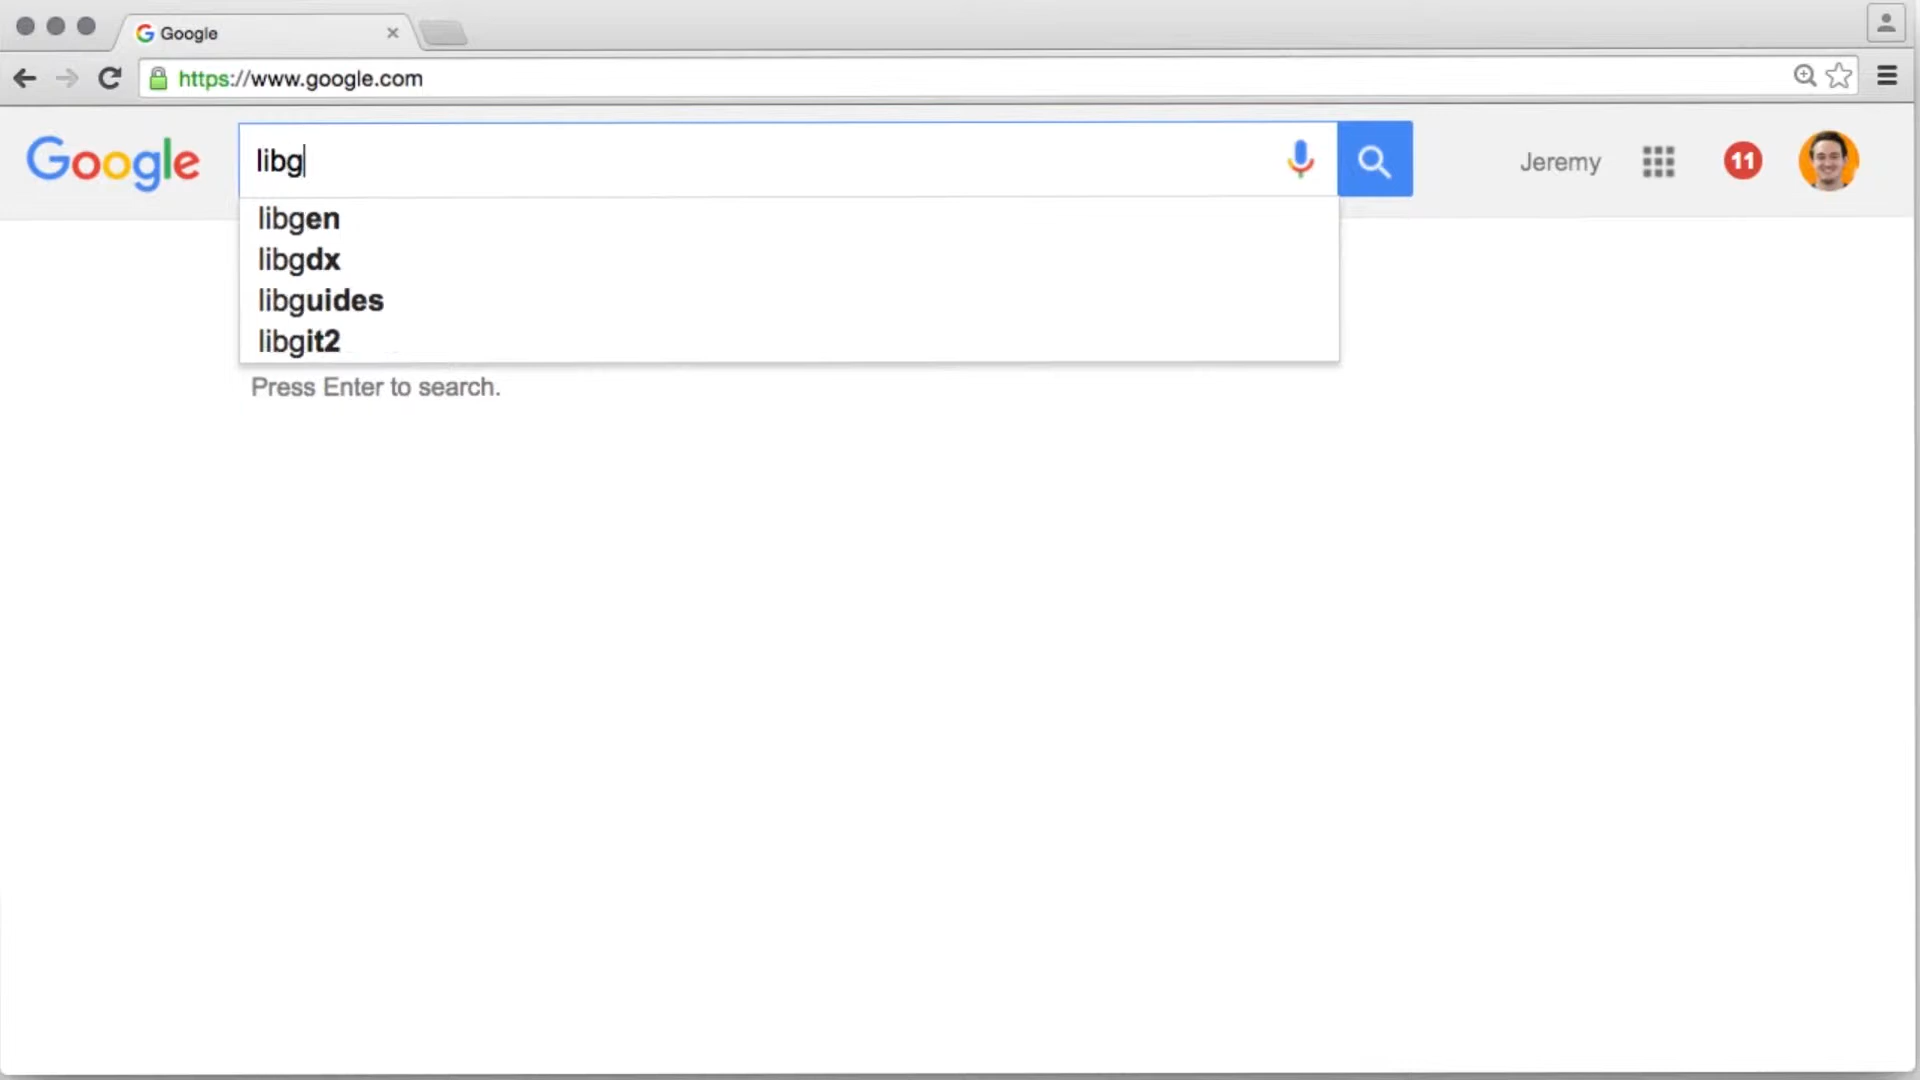 Google
https://www.google.com
Google
libg
Jeremy
11
libgen
libgdx
libguides
libgit2
Press Enter to search.